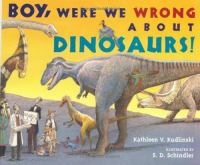 BOY, WERE WE WRONG
ABOUT
DINOSAURS!
Kathleen V. Kudlinski
ILLUSTRATED BY
S. D. Schindler